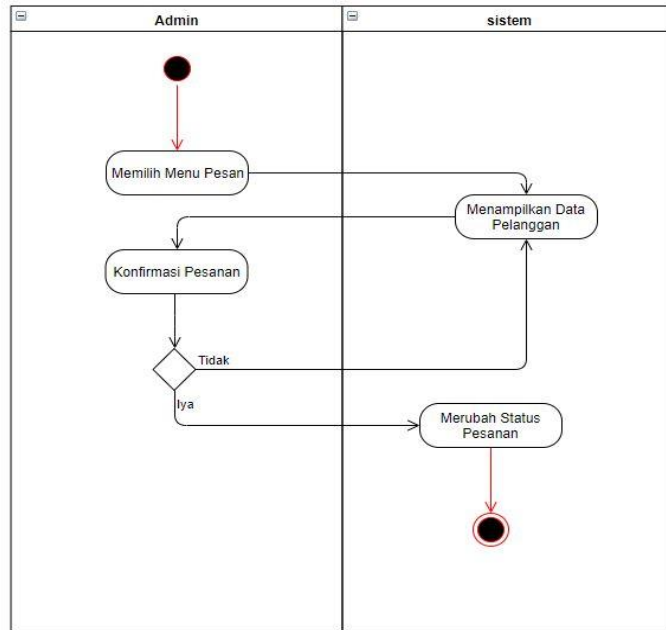 Admin
sistem
Memilih Menu Pesan
Menampilkan Data
Pelanggan
Konfirmasi Pesanan
Tidak
Iya
Merubah Status
Pesanan